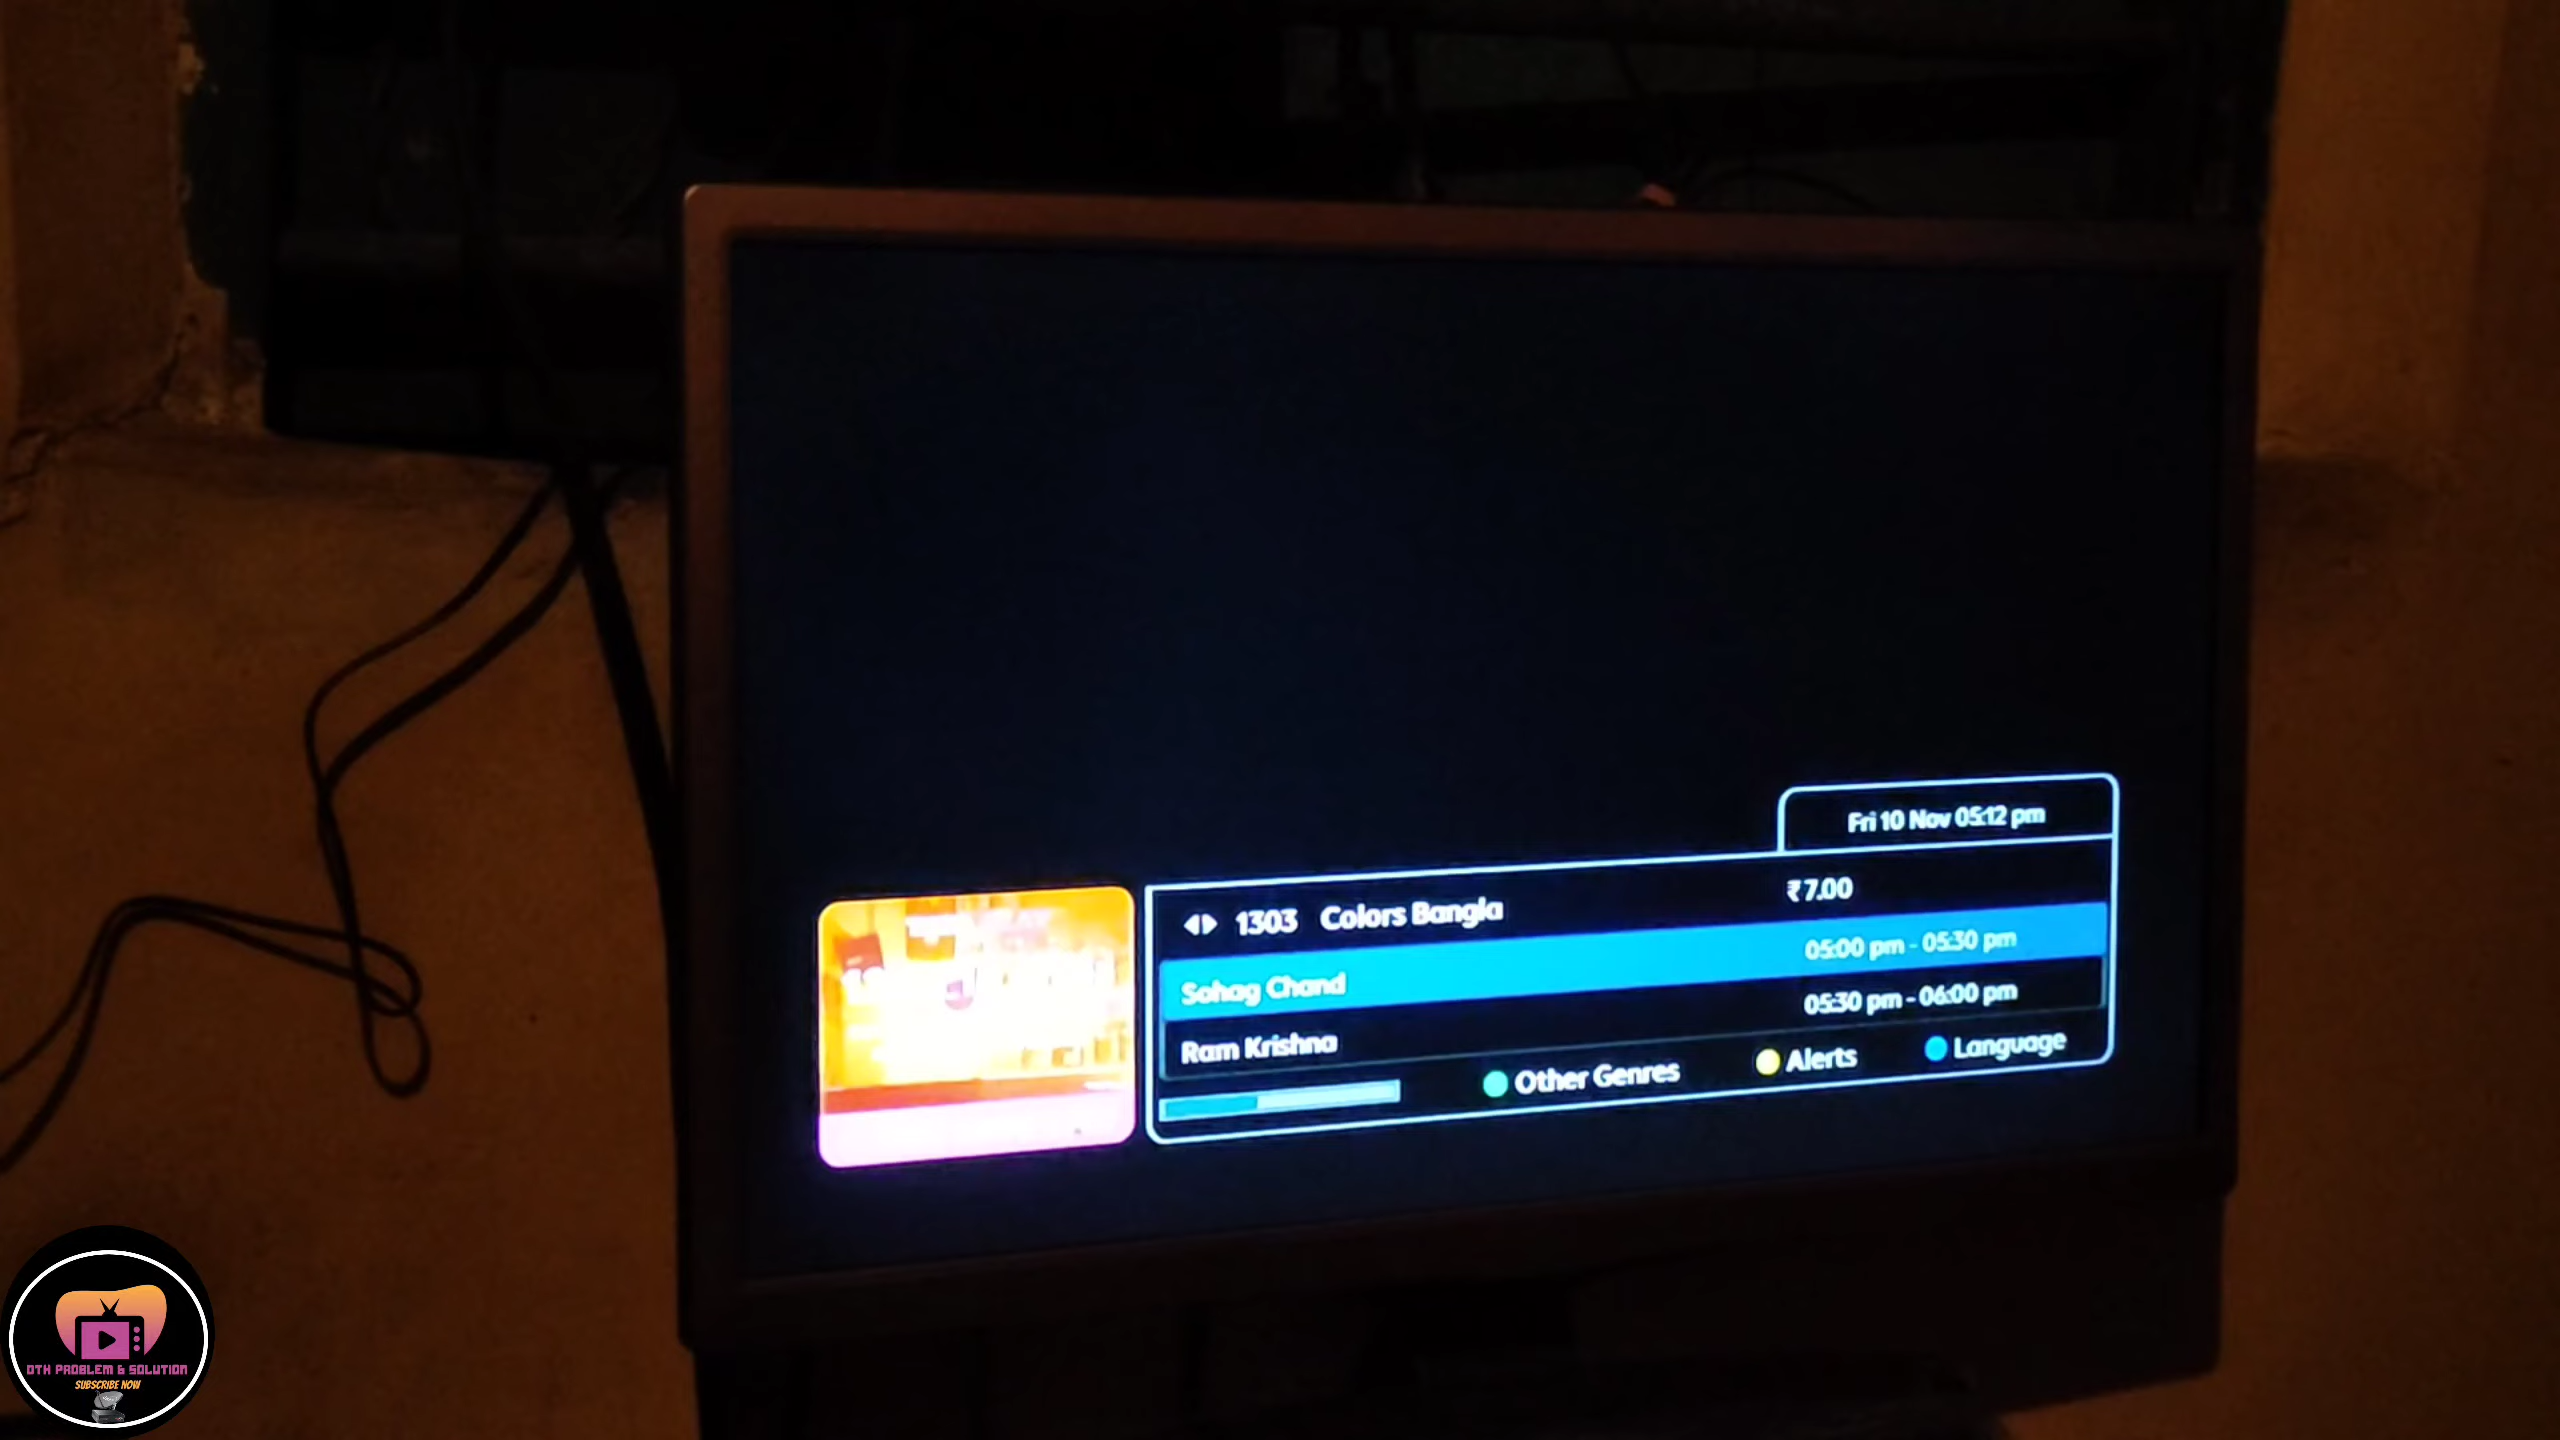 Fri 10 Nov 05:12 pm
1303 Colors Bangla ₹7.00
Sohag Chand 05:00 pm - 05:30 pm
Ram Krishna 05:30 pm - 06:00 pm
Other Genres Alerts Language
DTH PROBLEM & SOLUTION
SUBSCRIBE NOW